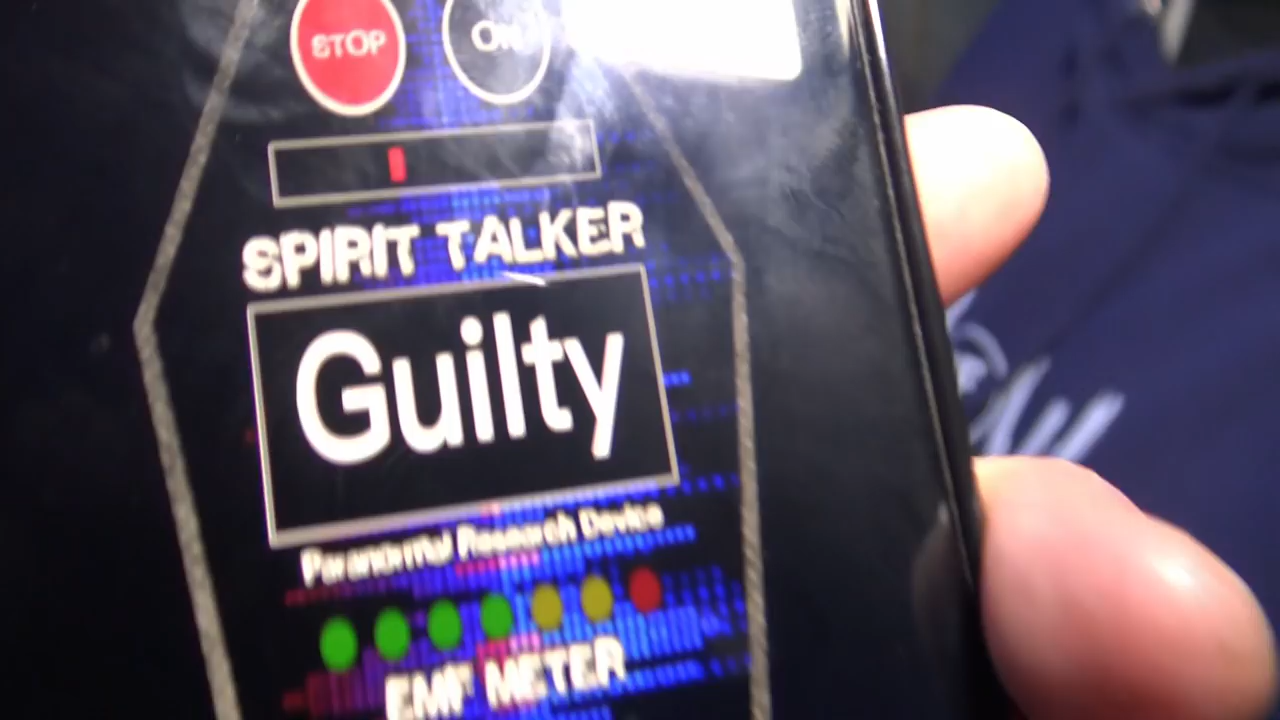 STOP ON
SPIRIT TALKER
Guilty
Paranormal Research Device
EMF METER